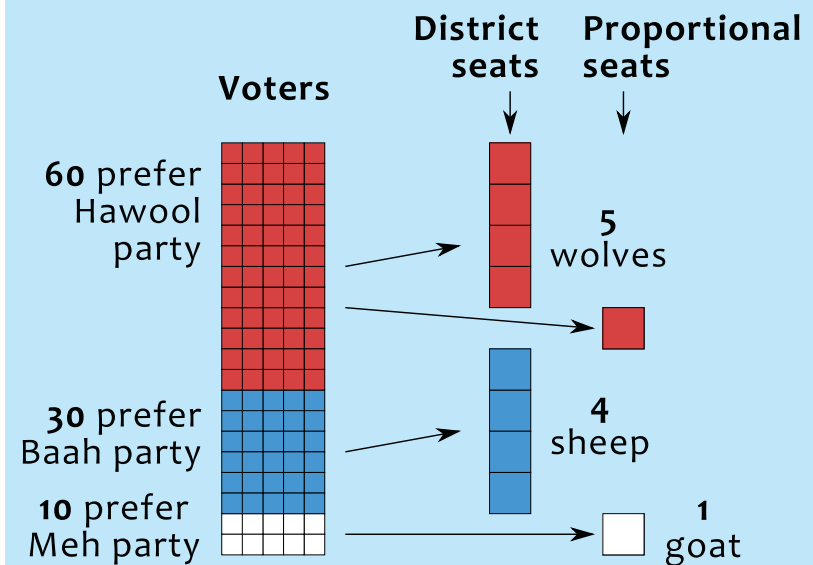 District
seats
Proportional
seats
Voters
60 prefer
Hawool
party
5
wolves
30 prefer
Baah party
4
sheep
10 prefer
Meh party
1
goat